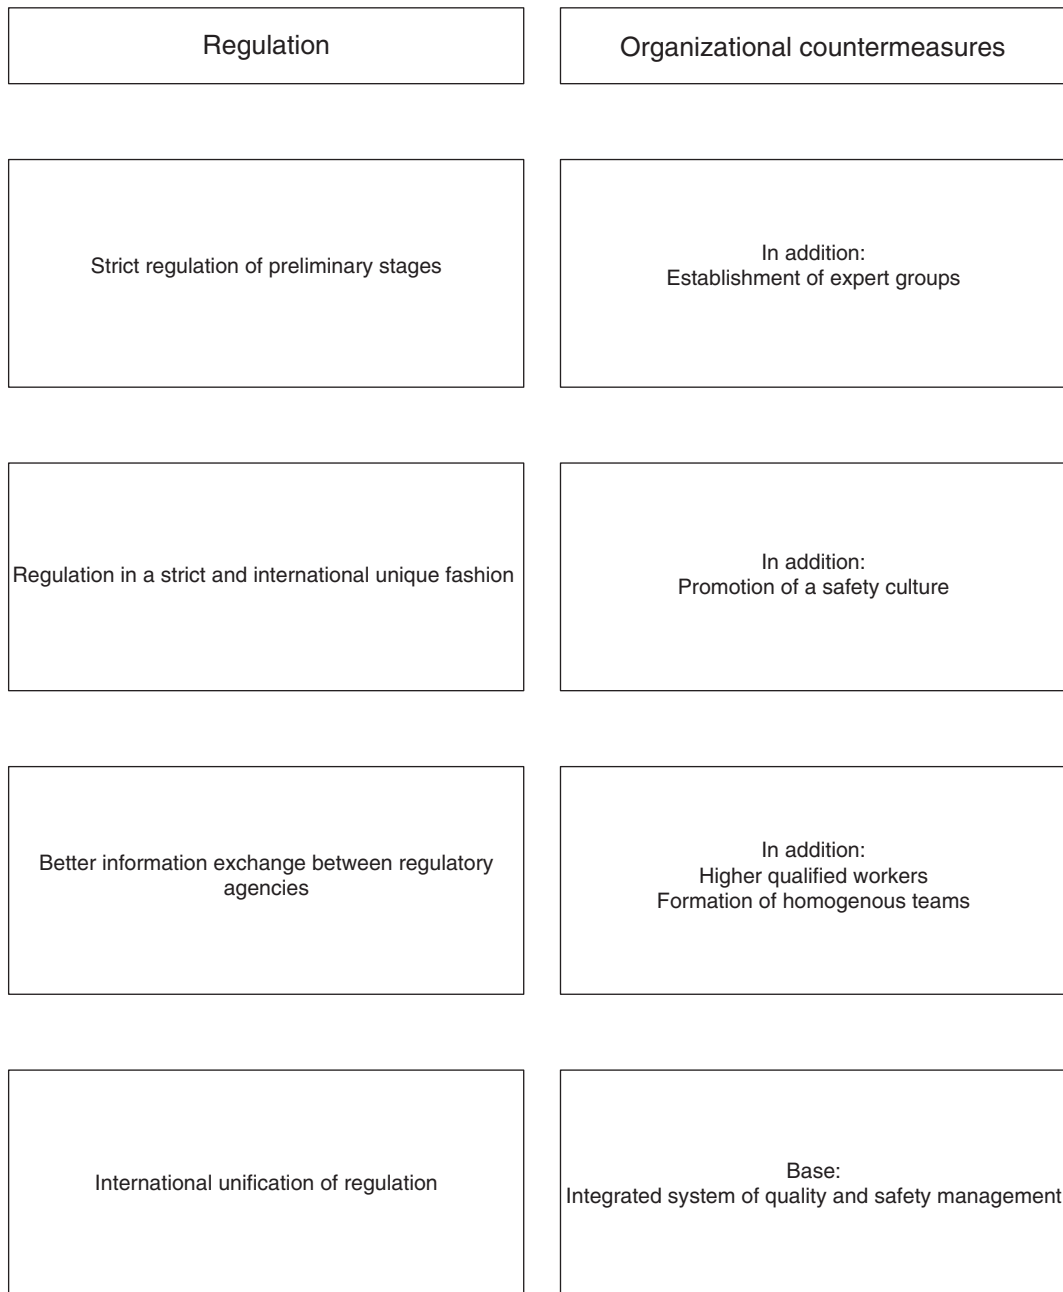 Regulation
Organizational countermeasures
Strict regulation of preliminary stages
In addition:
Establishment of expert groups
Regulation in a strict and international unique fashion
In addition:
Promotion of a safety culture
Better information exchange between regulatory
agencies
In addition:
Higher qualified workers
Formation of homogenous teams
International unification of regulation
Base:
Integrated system of quality and safety management